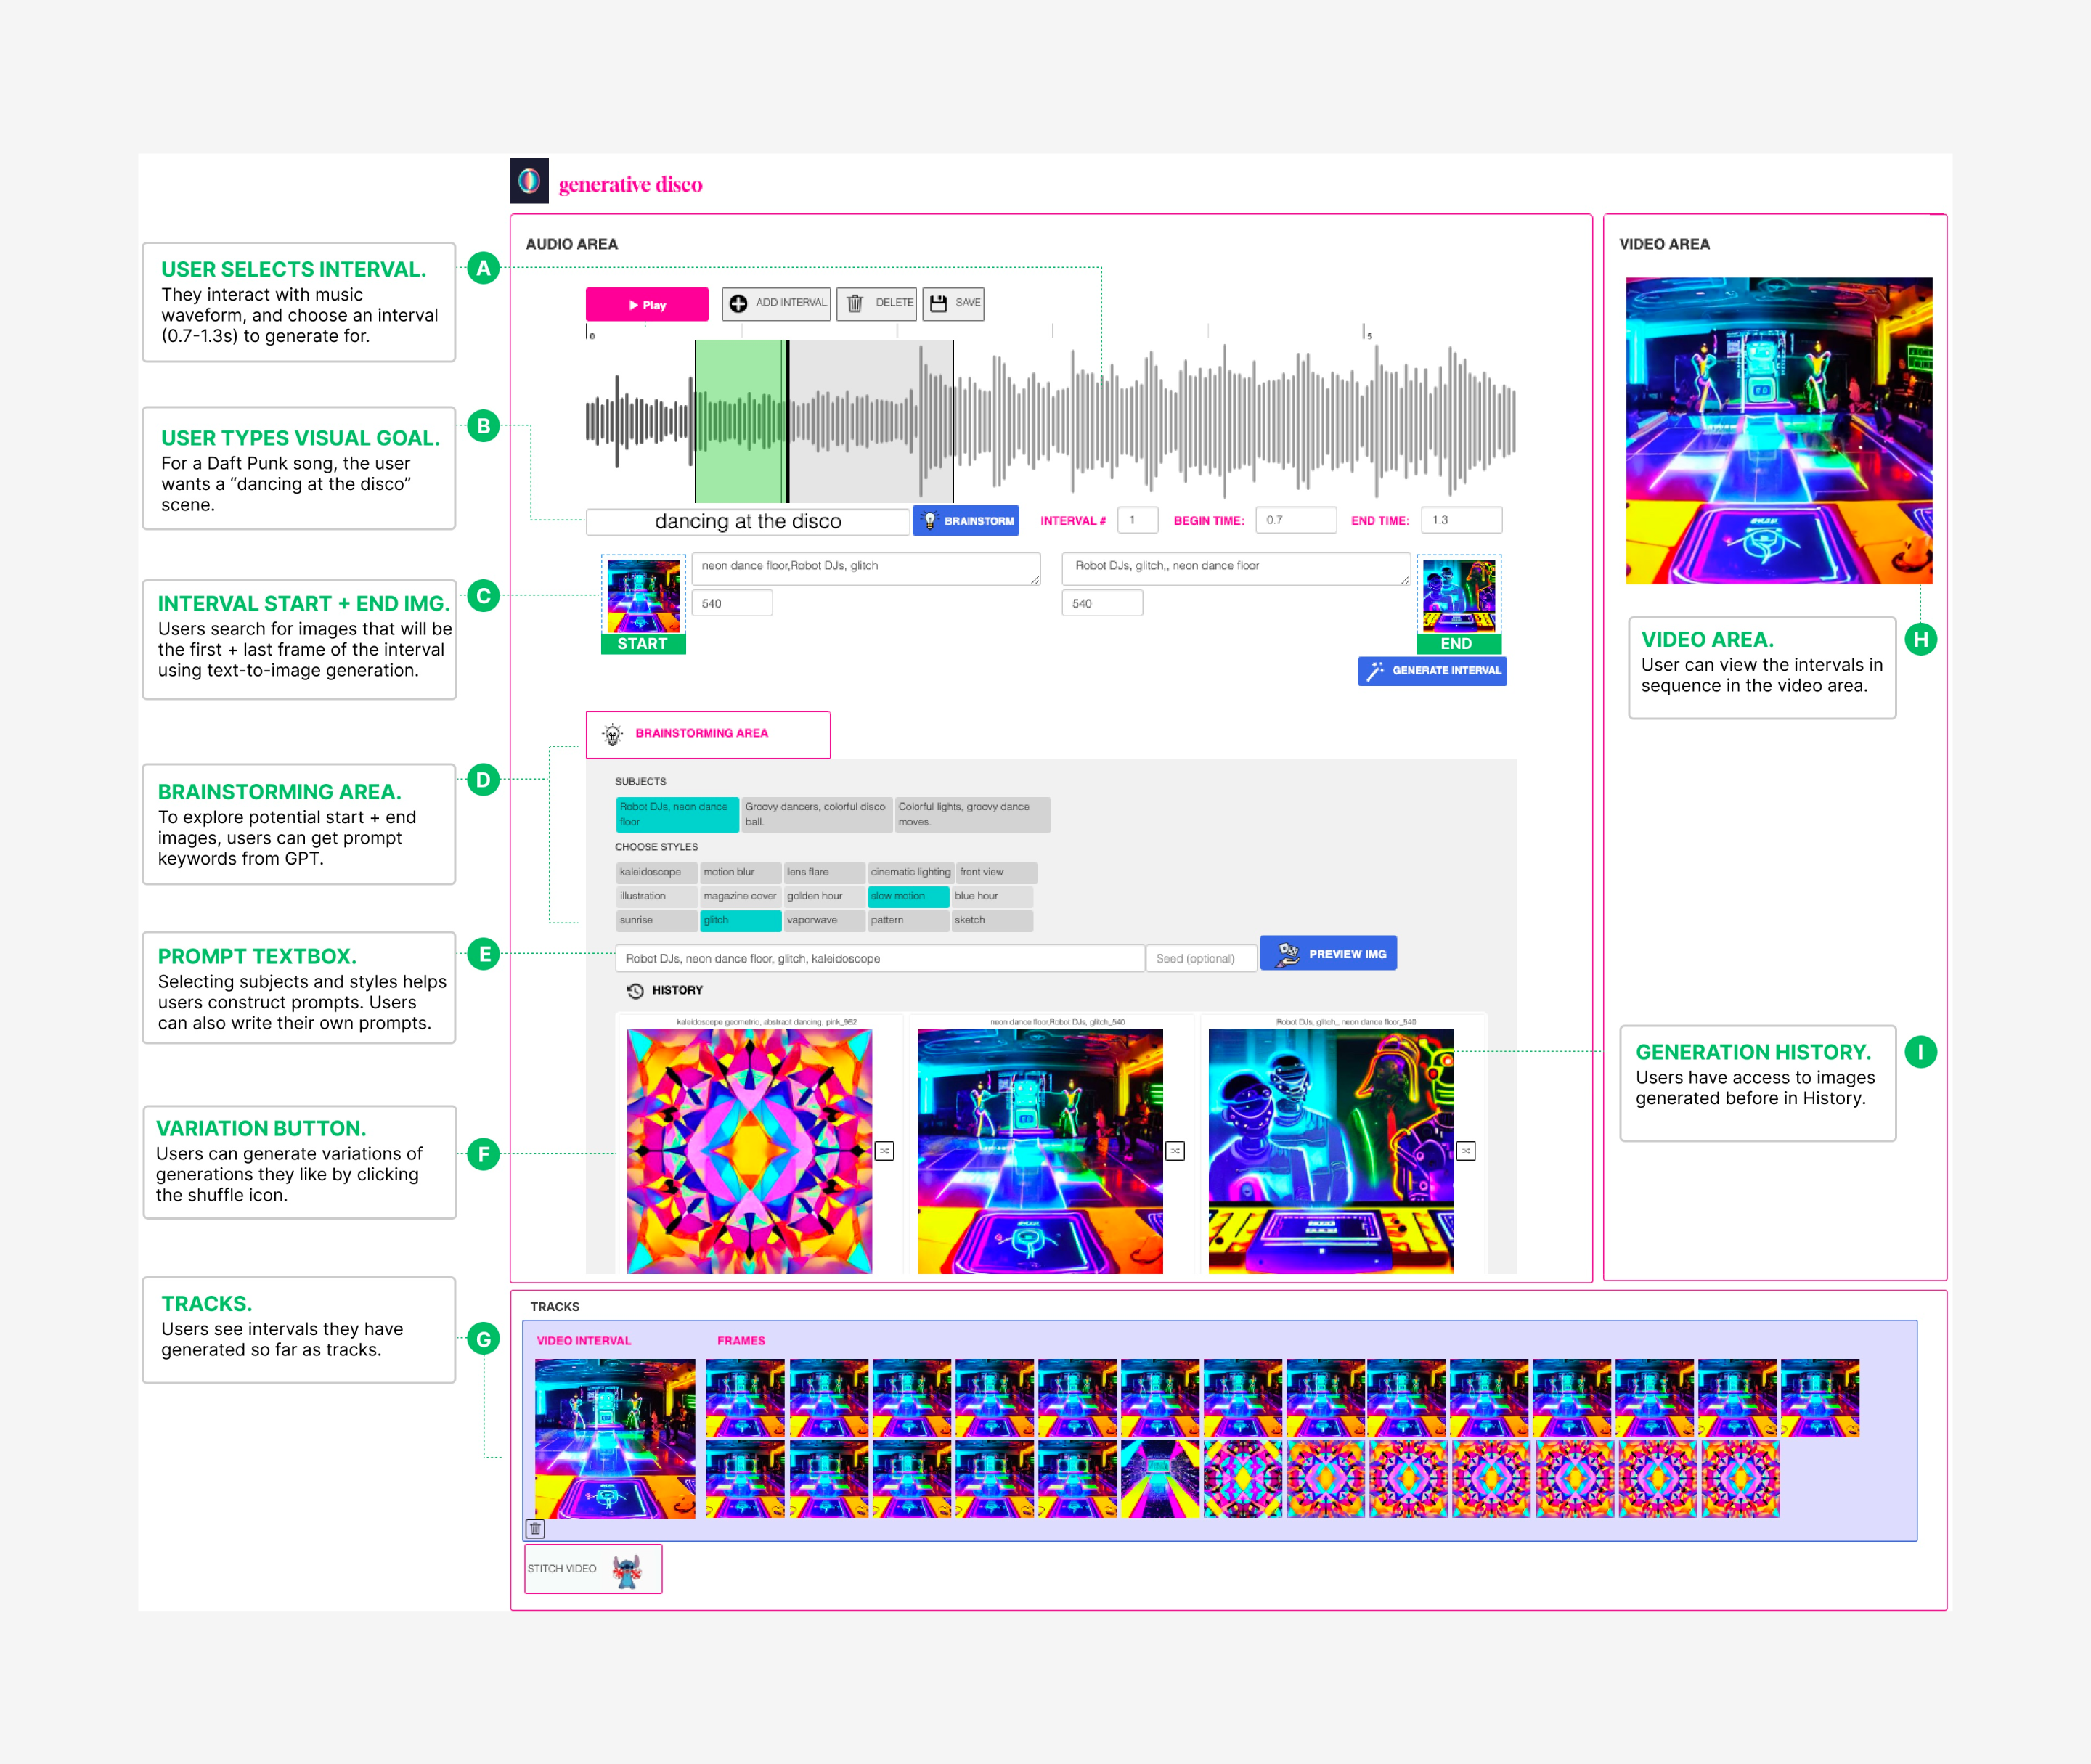 generative disco
AUDIO AREA
VIDEO AREA
USER SELECTS INTERVAL.
They interact with music
waveform, and choose an interval
(0.7-1.3s) to generate for.
A
Play
ADD INTERVAL
DELETE
SAVE
0
5
USER TYPES VISUAL GOAL.
For a Daft Punk song, the user
wants a “dancing at the disco”
scene.
B
dancing at the disco
BRAINSTORM
INTERVAL #
1
BEGIN TIME:
0.7
END TIME:
1.3
INTERVAL START + END IMG.
Users search for images that will be
the first + last frame of the interval
using text-to-image generation.
C
START
neon dance floor,Robot DJs, glitch
540
Robot DJs, glitch,, neon dance floor
540
END
GENERATE INTERVAL
VIDEO AREA.
User can view the intervals in
sequence in the video area.
H
BRAINSTORMING AREA
BRAINSTORMING AREA.
To explore potential start + end
images, users can get prompt
keywords from GPT.
D
SUBJECTS
Robot DJs, neon dance
floor
Groovy dancers, colorful disco
ball.
Colorful lights, groovy dance
moves.
CHOOSE STYLES
kaleidoscope motion blur lens flare cinematic lighting front view
illustration magazine cover golden hour slow motion blue hour
sunrise glitch vaporwave pattern sketch
PROMPT TEXTBOX.
Selecting subjects and styles helps
users construct prompts. Users
can also write their own prompts.
E
Robot DJs, neon dance floor, glitch, kaleidoscope
Seed (optional)
PREVIEW IMG
HISTORY
kaleidoscope geometric, abstract dancing, pink_962
neon dance floor,Robot DJs, glitch_540
Robot DJs, glitch,, neon dance floor_540
GENERATION HISTORY.
Users have access to images
generated before in History.
I
VARIATION BUTTON.
Users can generate variations of
generations they like by clicking
the shuffle icon.
F
TRACKS.
Users see intervals they have
generated so far as tracks.
G
TRACKS
VIDEO INTERVAL
FRAMES
STITCH VIDEO